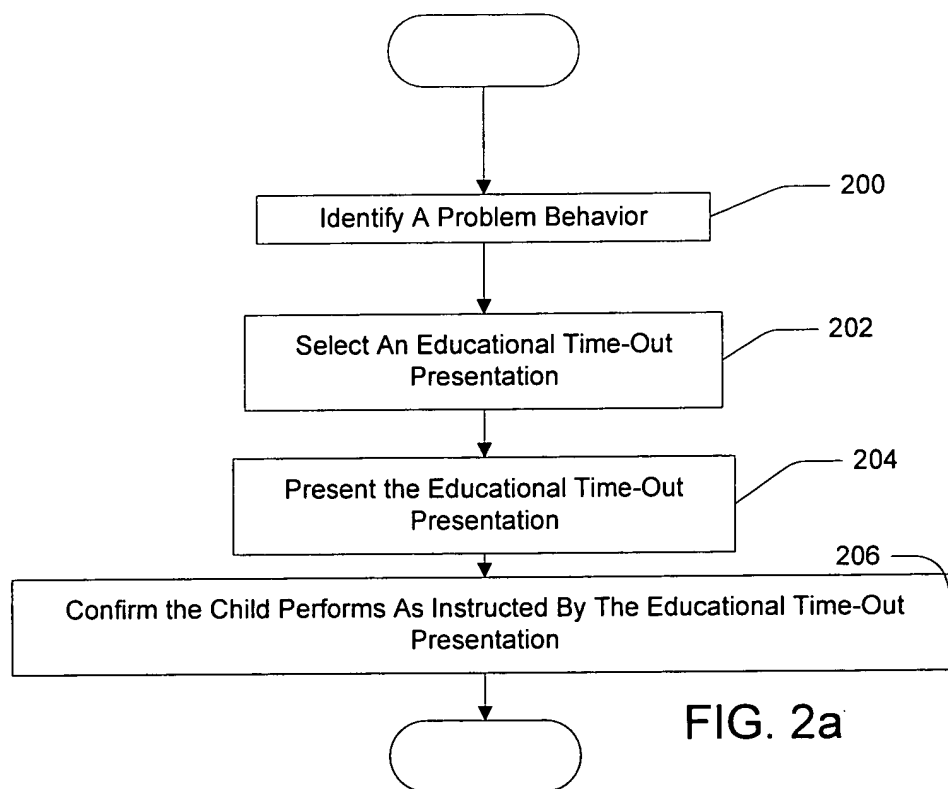 200
Identify A Problem Behavior
202
Select An Educational Time-Out
Presentation
204
Present the Educational Time-Out
Presentation
206
Confirm the Child Performs As Instructed By The Educational Time-Out
Presentation
FIG. 2a